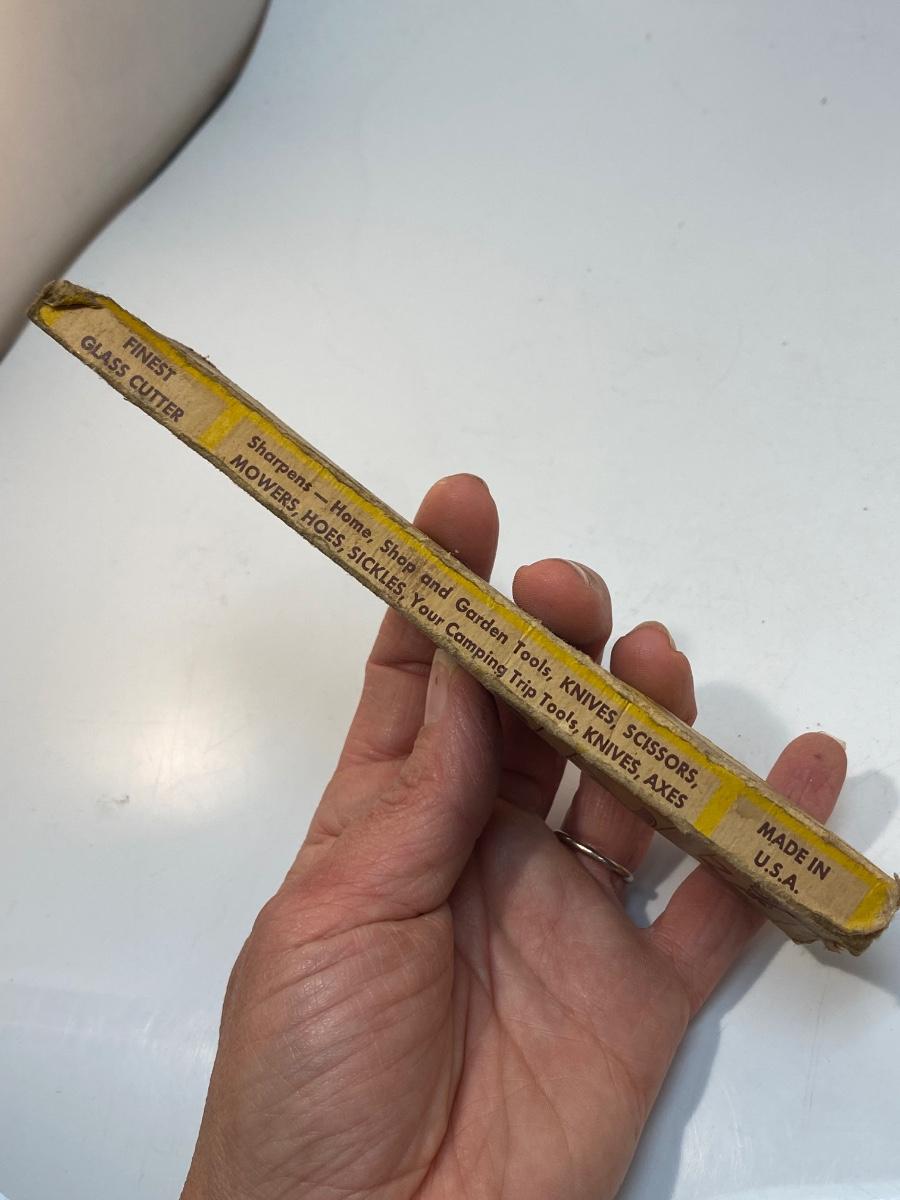 FINEST
GLASS CUTTER
Sharpens — Home, Shop and Garden Tools, KNIVES, SCISSORS,
MOWERS, HOES, SICKLES, Your Camping Trip Tools, KNIVES, AXES
MADE IN
U.S.A.